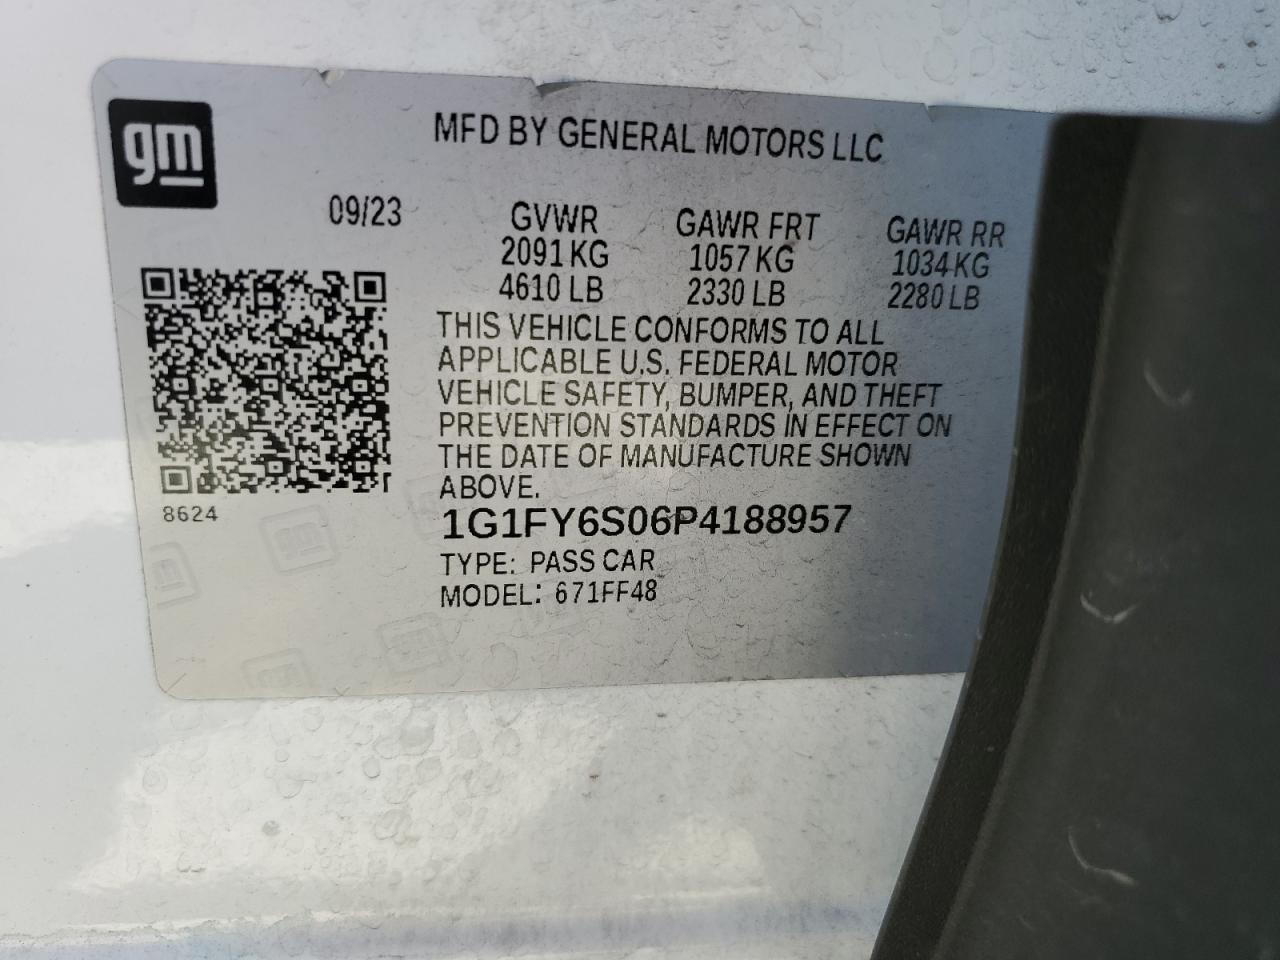 gm
MFD BY GENERAL MOTORS LLC
09/23
GVWR GAWR FRT GAWR RR
2091 KG 1057 KG 1034 KG
4610 LB 2330 LB 2280 LB
THIS VEHICLE CONFORMS TO ALL
APPLICABLE U.S. FEDERAL MOTOR
VEHICLE SAFETY, BUMPER, AND THEFT
PREVENTION STANDARDS IN EFFECT ON
THE DATE OF MANUFACTURE SHOWN
ABOVE.
8624
1G1FY6S06P4188957
TYPE: PASS CAR
MODEL: 671FF48